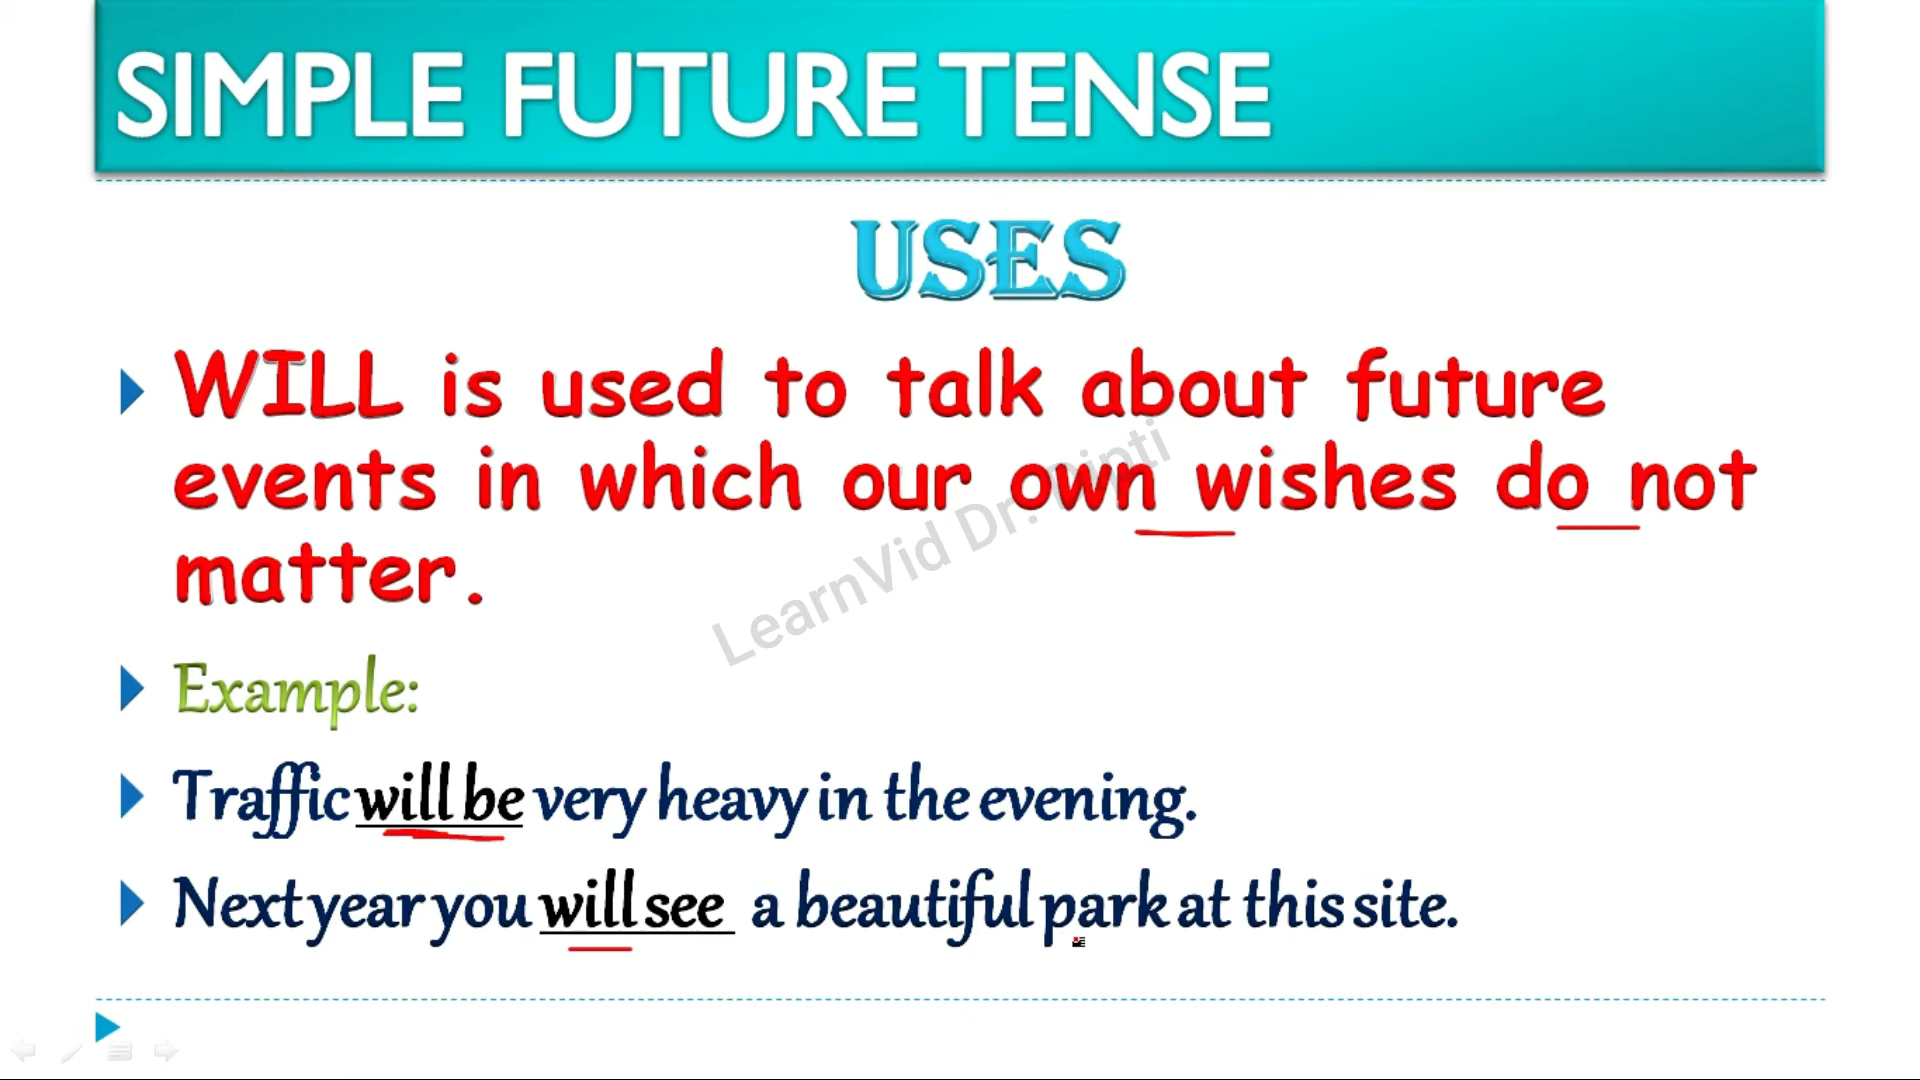 SIMPLE FUTURE TENSE
USES
WILL is used to talk about future
events in which our own wishes do not
matter.
LearnVid Dr. Dipti
Example:
Traffic will be very heavy in the evening.
Next year you will see a beautiful park at this site.